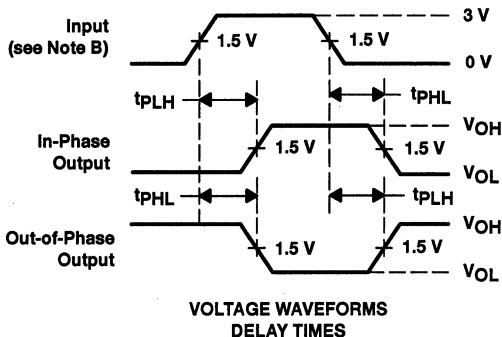 Input
(see Note B)
1.5 V
1.5 V
3 V
0 V
tPLH
tPHL
In-Phase
Output
1.5 V
1.5 V
VOH
VOL
tPHL
tPLH
Out-of-Phase
Output
1.5 V
1.5 V
VOH
VOL
VOLTAGE WAVEFORMS
DELAY TIMES